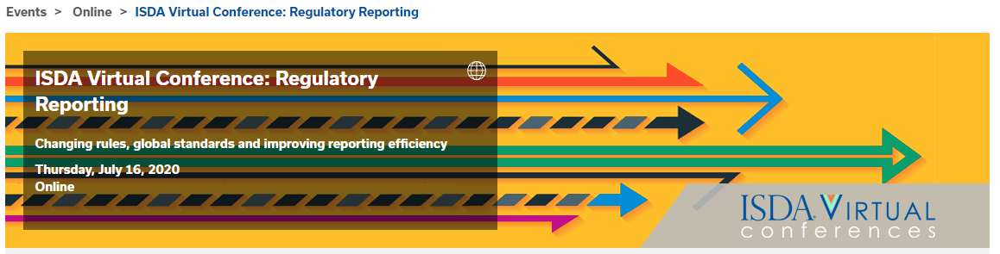 Events > Online > ISDA Virtual Conference: Regulatory Reporting
ISDA Virtual Conference: Regulatory
Reporting
Changing rules, global standards and improving reporting efficiency
Thursday, July 16, 2020
Online
ISDA® VIRTUAL
conferences